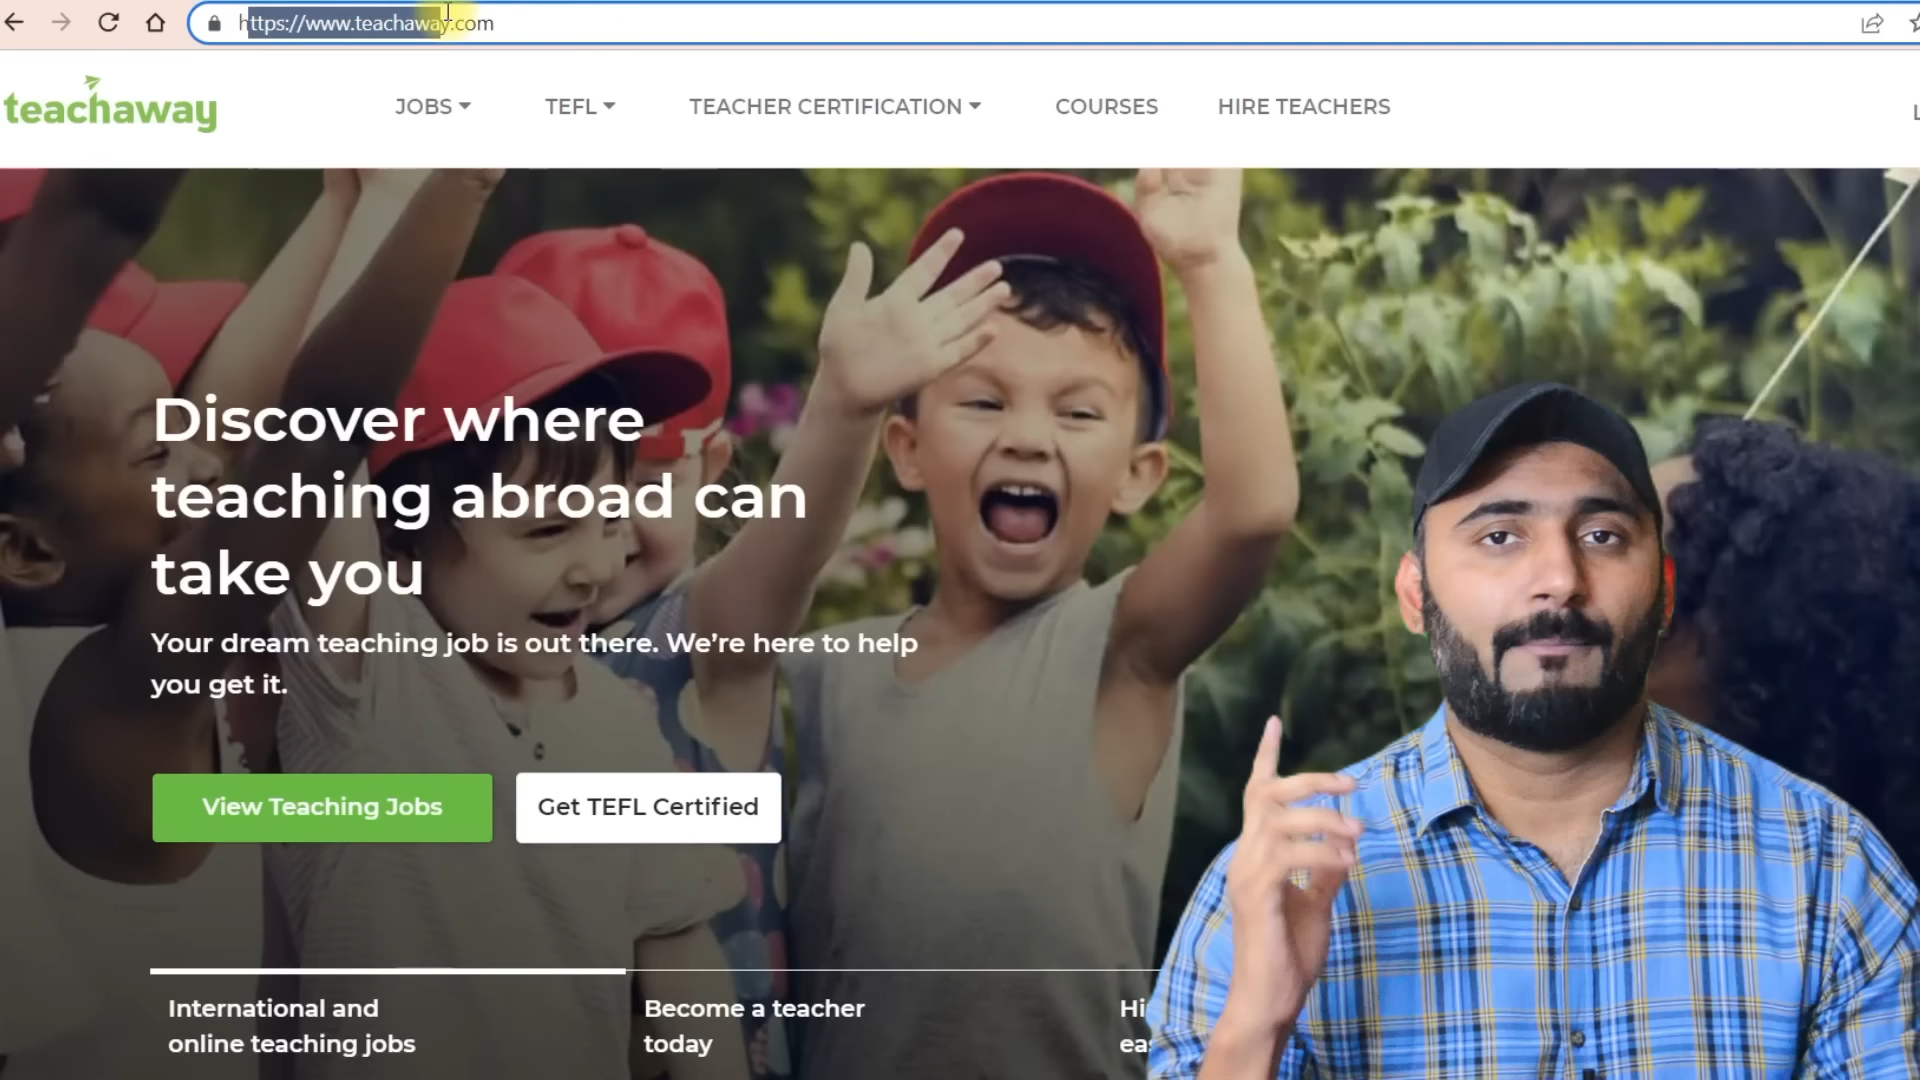 https://www.teachaway.com
teachaway
JOBS
TEFL
TEACHER CERTIFICATION
COURSES
HIRE TEACHERS
Discover where
teaching abroad can
take you
Your dream teaching job is out there. We’re here to help
you get it.
View Teaching Jobs
Get TEFL Certified
International and
online teaching jobs
Become a teacher
today